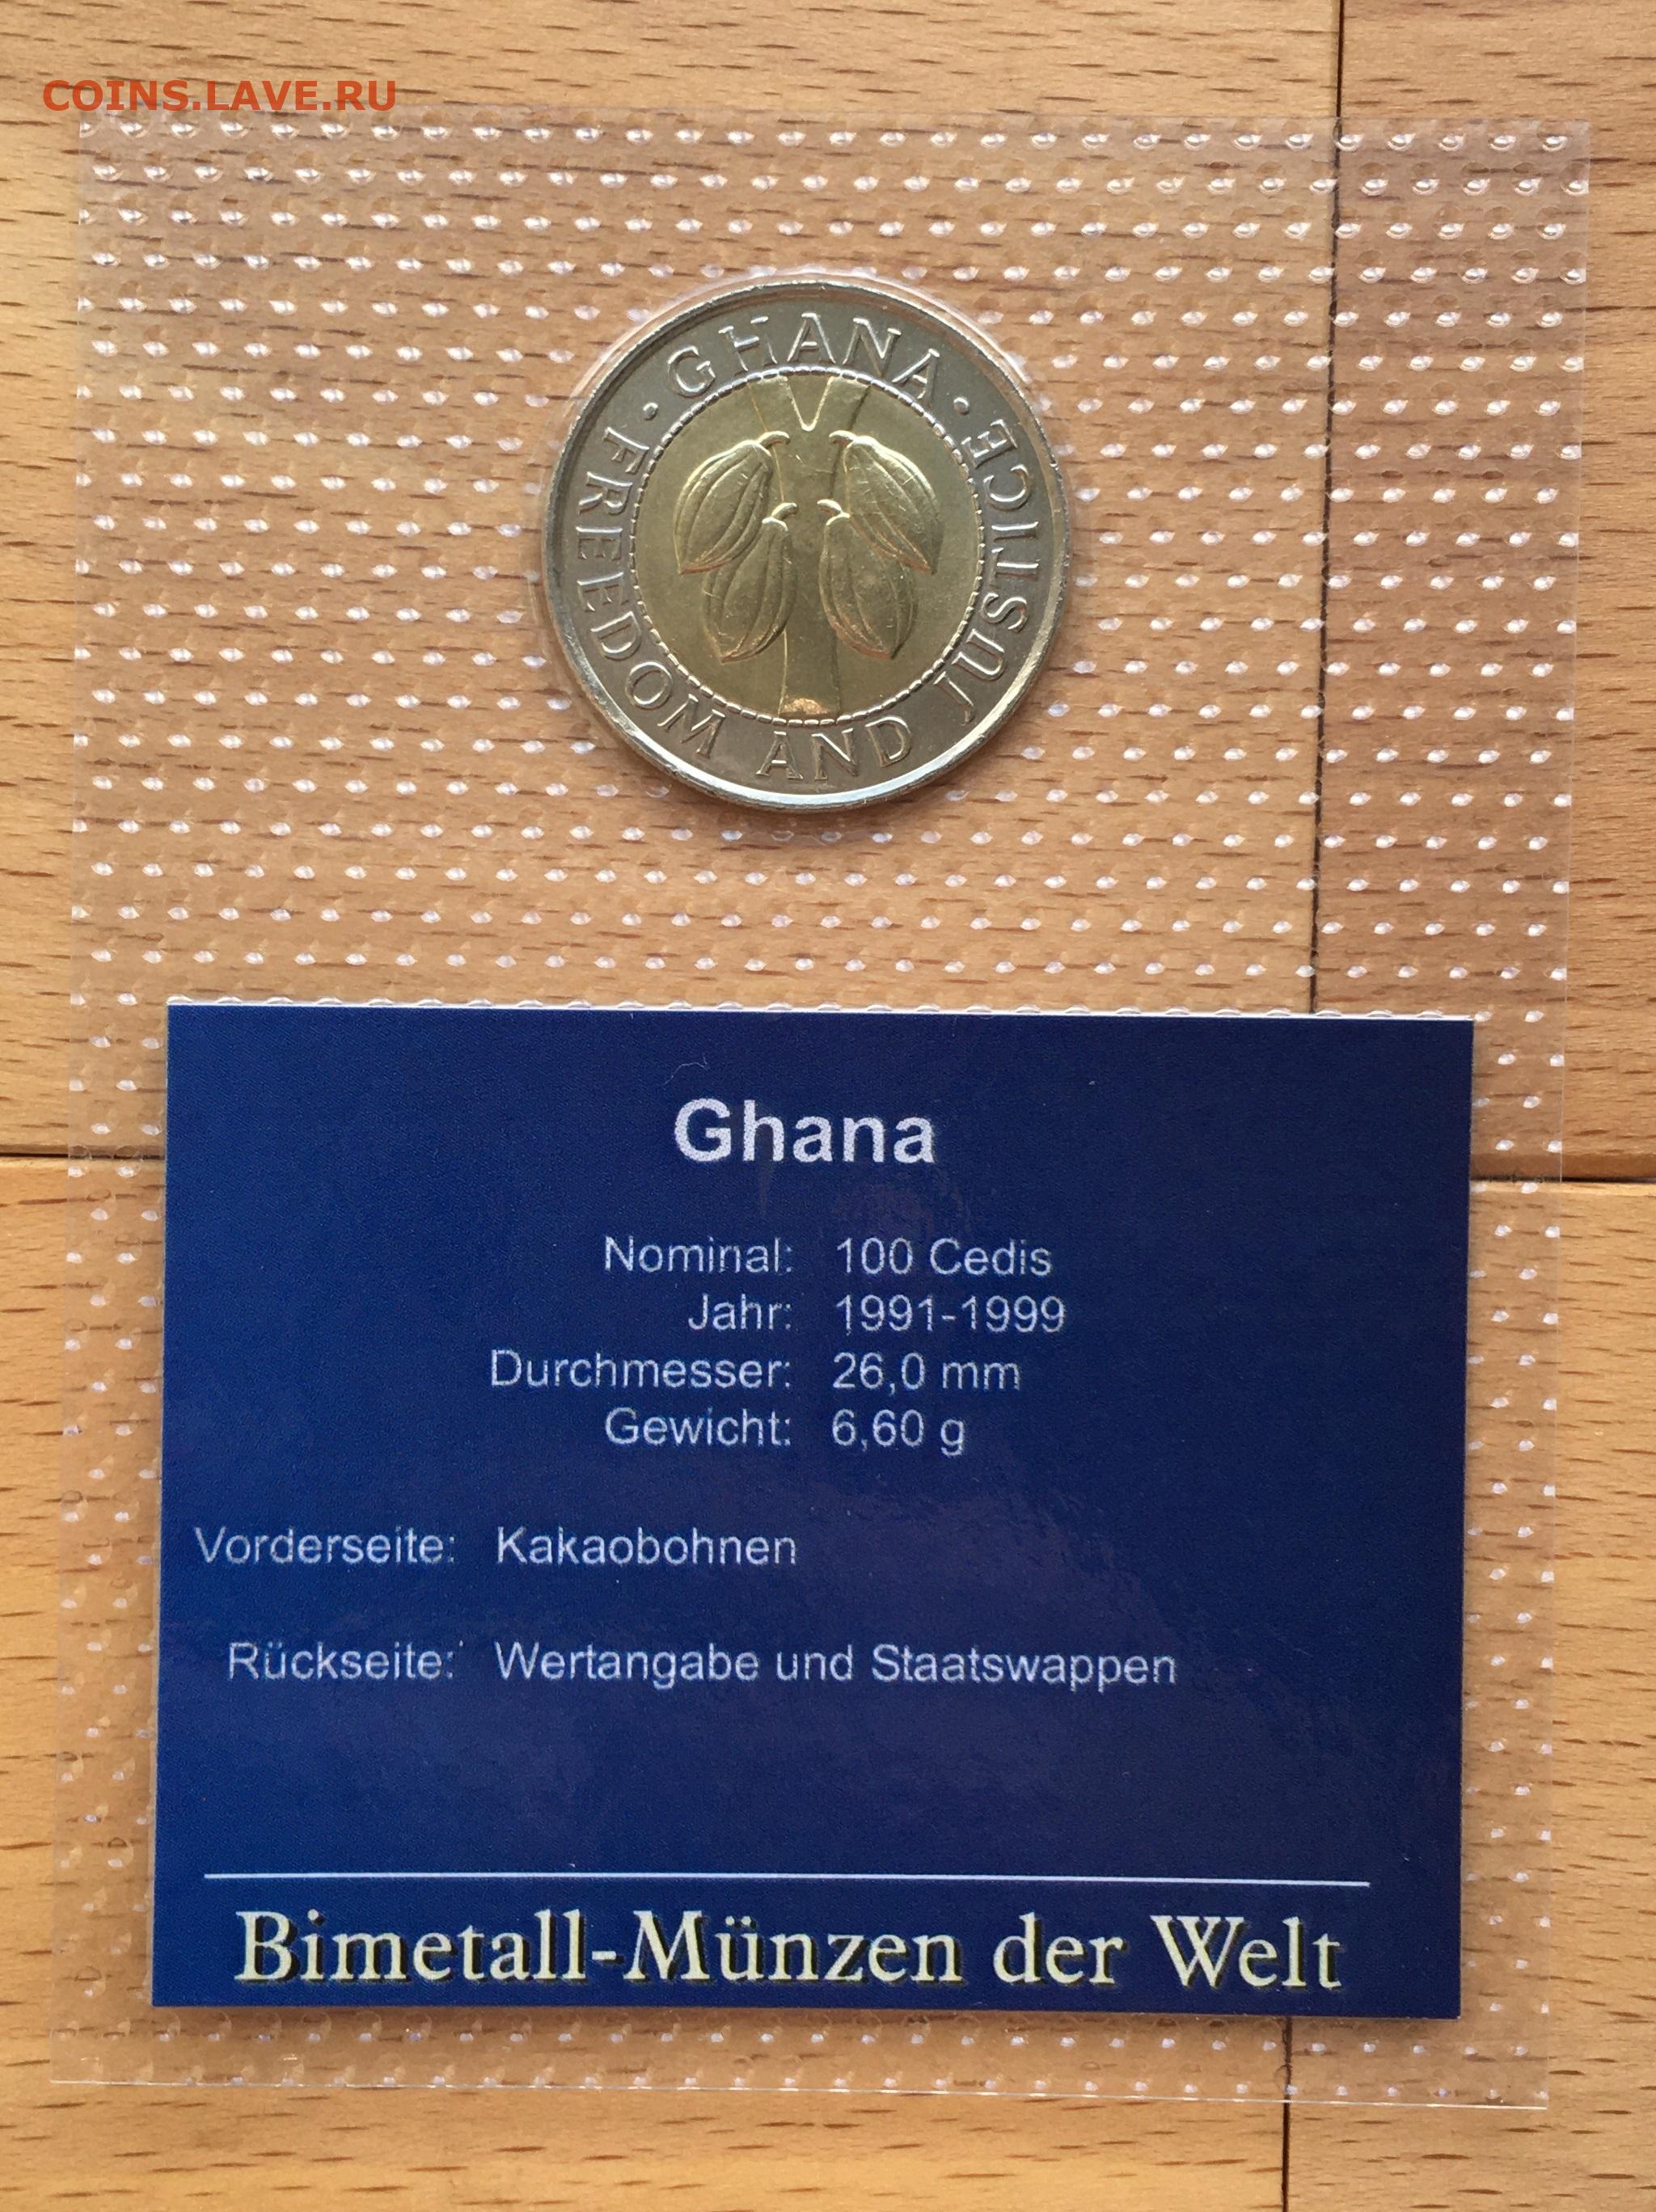 COINS.LAVE.RU
· GHANA ·
FREEDOM AND JUSTICE
Ghana
Nominal: 100 Cedis
Jahr: 1991-1999
Durchmesser: 26,0 mm
Gewicht: 6,60 g
Vorderseite: Kakaobohnen
Rückseite: Wertangabe und Staatswappen
Bimetall-Münzen der Welt